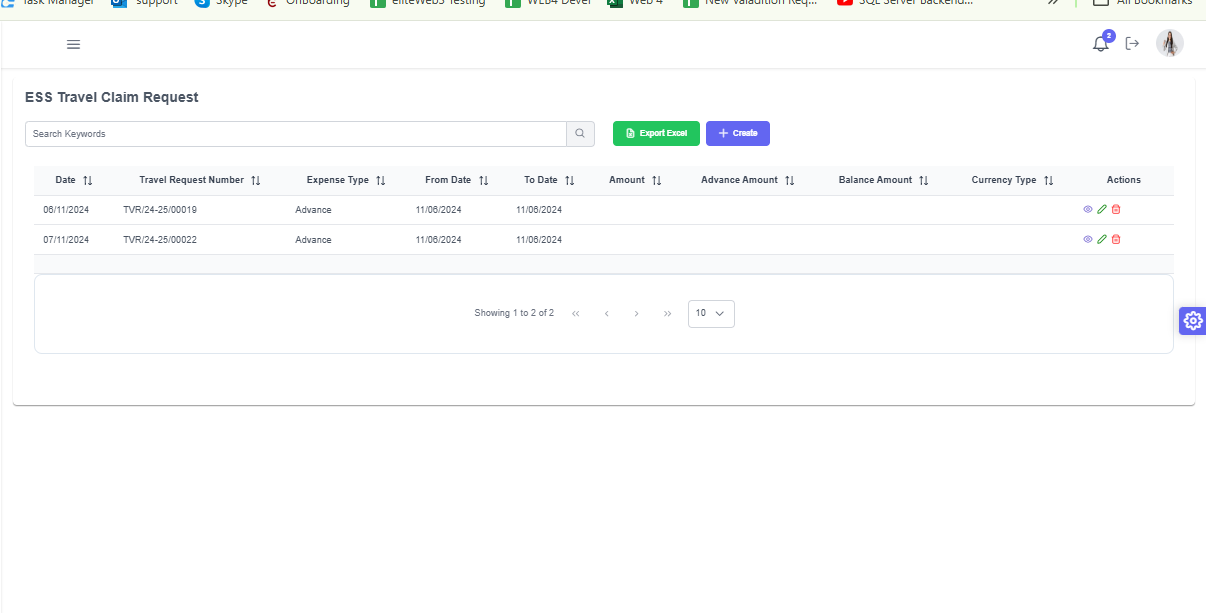 Task Manager support Skype OnBoarding eliteWeb3 Testing WEB4 Devel Web 4 New Valadition Req... SQL Server Backend... All Bookmarks
2
ESS Travel Claim Request
Search Keywords Export Excel Create
Date Travel Request Number Expense Type From Date To Date Amount Advance Amount Balance Amount Currency Type Actions
06/11/2024 TVR/24-25/00019 Advance 11/06/2024 11/06/2024
07/11/2024 TVR/24-25/00022 Advance 11/06/2024 11/06/2024
Showing 1 to 2 of 2 « ‹ › » 10